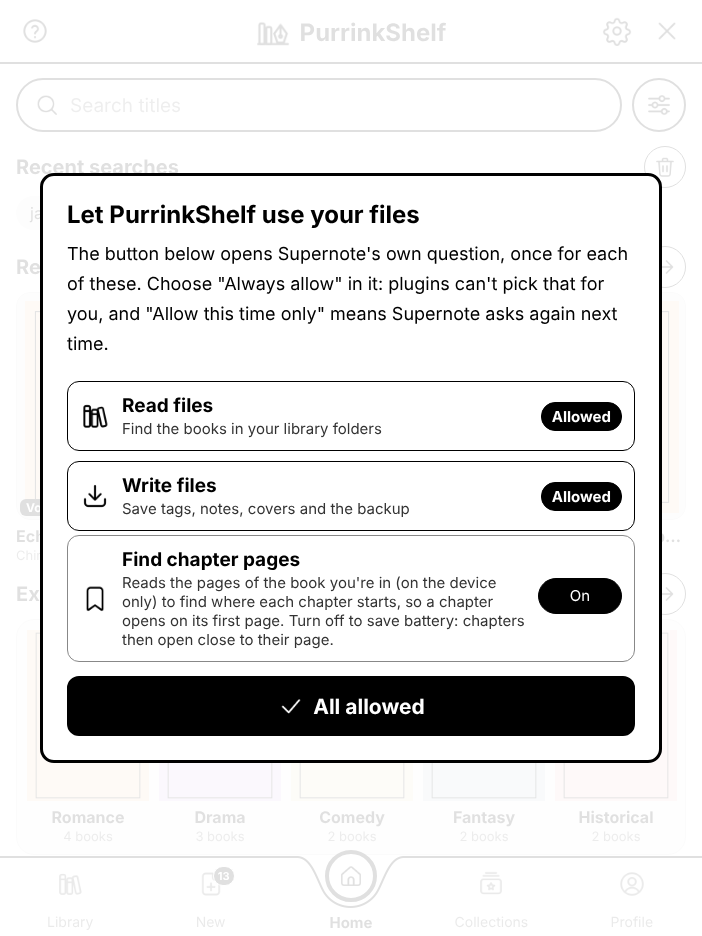 PurrinkShelf
Search titles
Recent searches
Let PurrinkShelf use your files
The button below opens Supernote's own question, once for each
of these. Choose "Always allow" in it: plugins can't pick that for
you, and "Allow this time only" means Supernote asks again next
time.
Read files
Find the books in your library folders
Allowed
Write files
Save tags, notes, covers and the backup
Allowed
Find chapter pages
Reads the pages of the book you're in (on the device
only) to find where each chapter starts, so a chapter
opens on its first page. Turn off to save battery: chapters
then open close to their page.
On
All allowed
Romance
4 books
Drama
3 books
Comedy
2 books
Fantasy
2 books
Historical
2 books
Library
13
New
Home
Collections
Profile